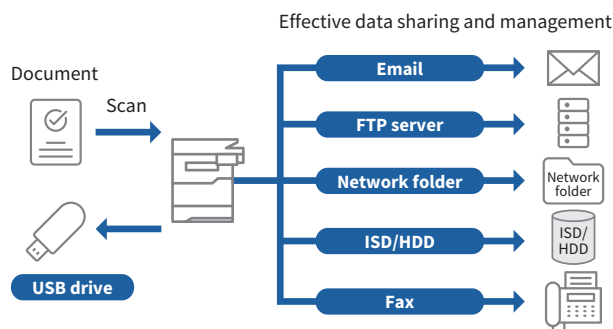 Effective data sharing and management
Document
Scan
USB drive
Email
FTP server
Network folder
Network
folder
ISD/HDD
ISD/
HDD
Fax